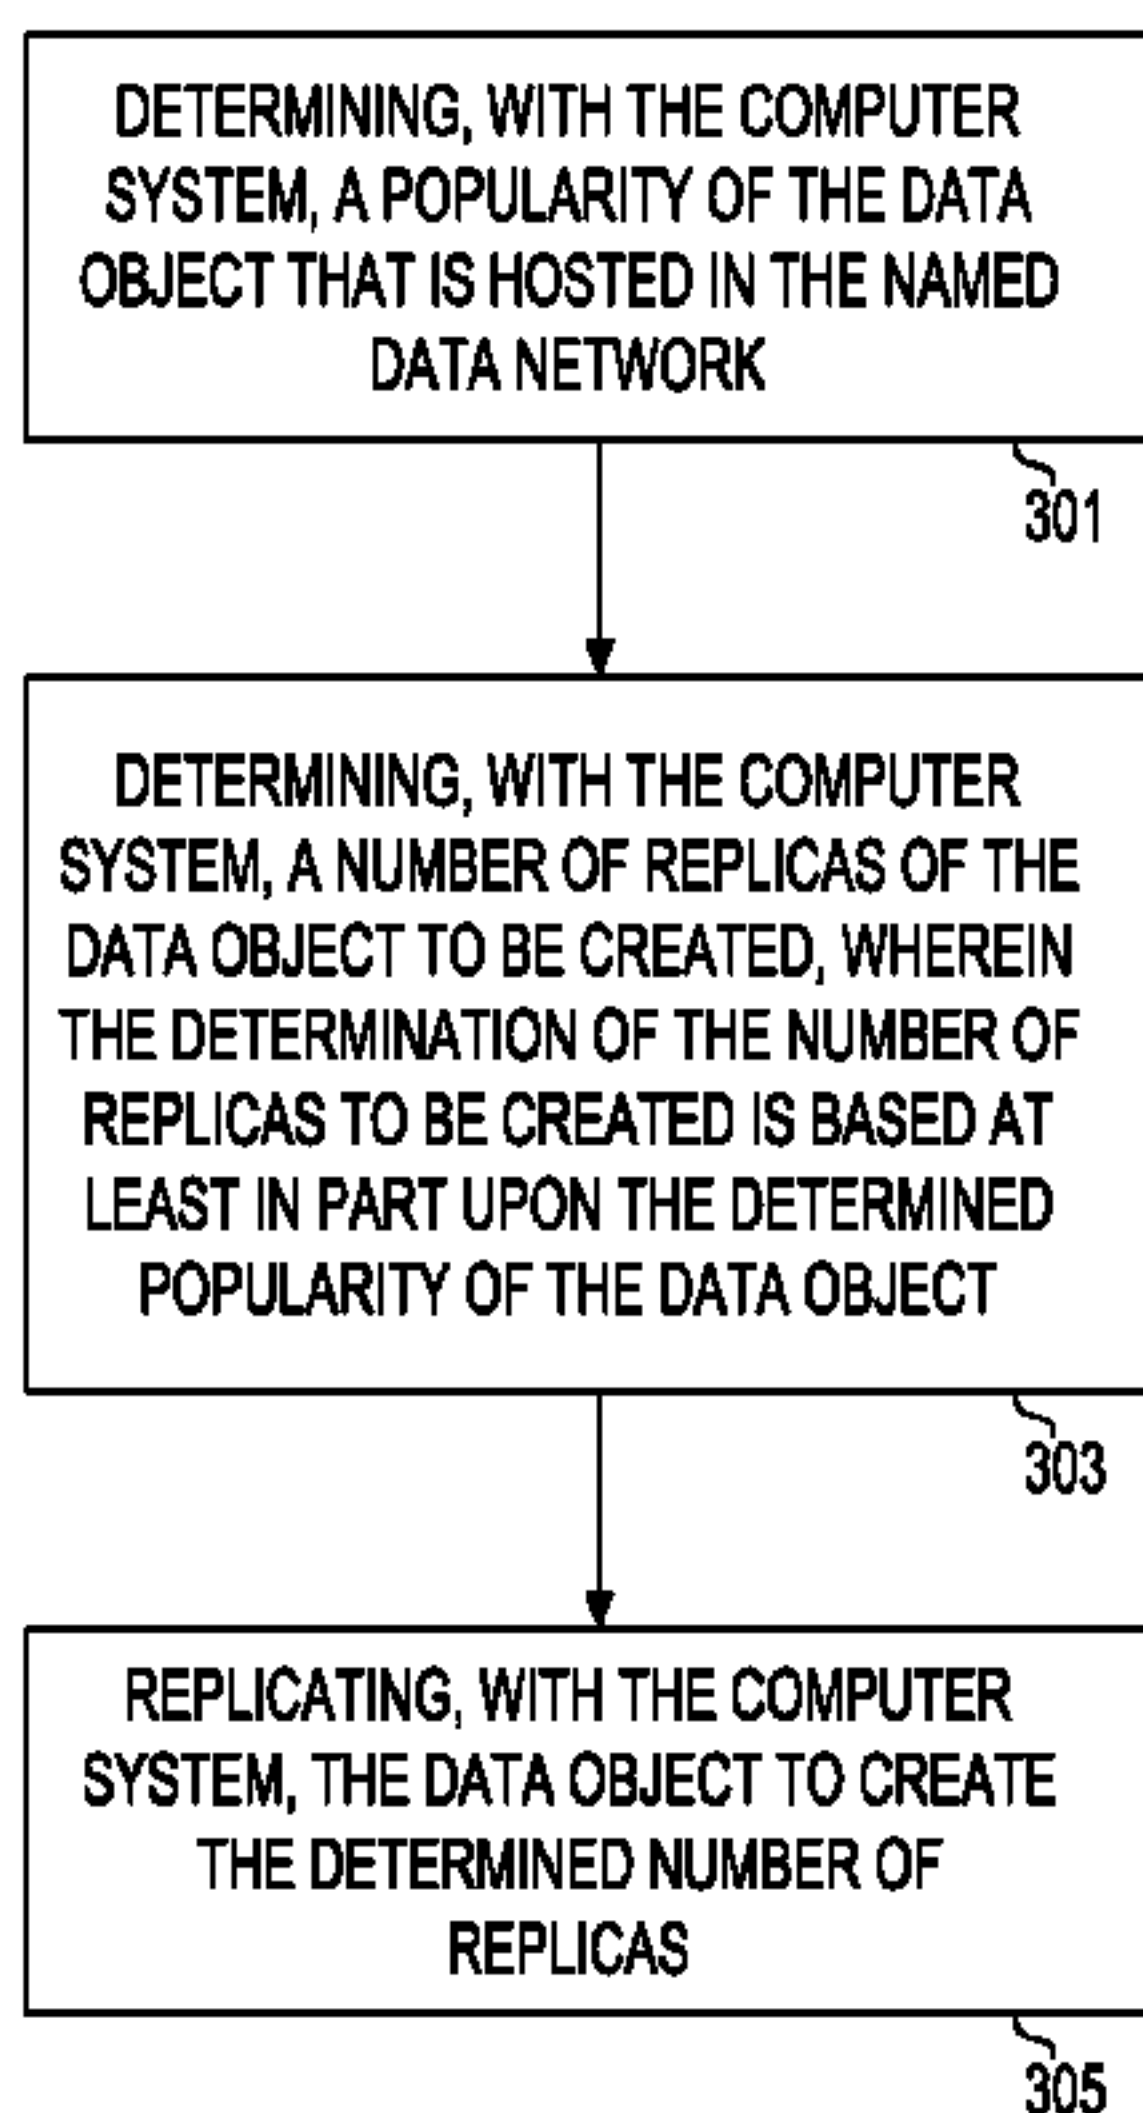 DETERMINING, WITH THE COMPUTER
SYSTEM, A POPULARITY OF THE DATA
OBJECT THAT IS HOSTED IN THE NAMED
DATA NETWORK
301
DETERMINING, WITH THE COMPUTER
SYSTEM, A NUMBER OF REPLICAS OF THE
DATA OBJECT TO BE CREATED, WHEREIN
THE DETERMINATION OF THE NUMBER OF
REPLICAS TO BE CREATED IS BASED AT
LEAST IN PART UPON THE DETERMINED
POPULARITY OF THE DATA OBJECT
303
REPLICATING, WITH THE COMPUTER
SYSTEM, THE DATA OBJECT TO CREATE
THE DETERMINED NUMBER OF
REPLICAS
305